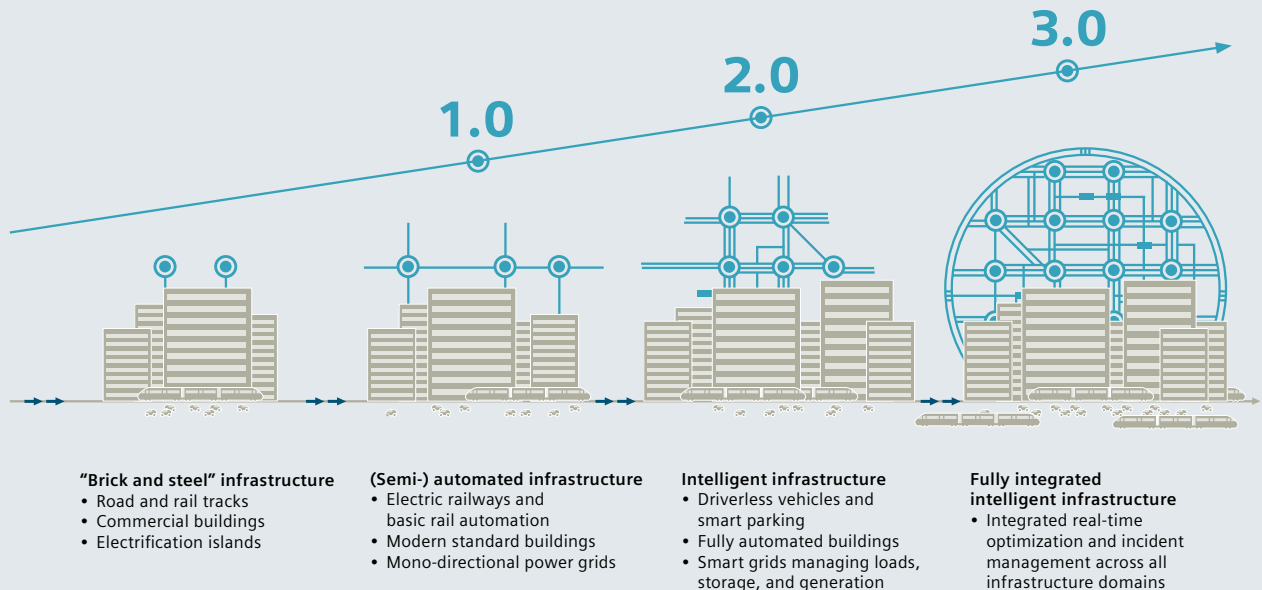 1.0
2.0
3.0
“Brick and steel” infrastructure
• Road and rail tracks
• Commercial buildings
• Electrification islands
(Semi-) automated infrastructure
• Electric railways and
basic rail automation
• Modern standard buildings
• Mono-directional power grids
Intelligent infrastructure
• Driverless vehicles and
smart parking
• Fully automated buildings
• Smart grids managing loads,
storage, and generation
Fully integrated
intelligent infrastructure
• Integrated real-time
optimization and incident
management across all
infrastructure domains